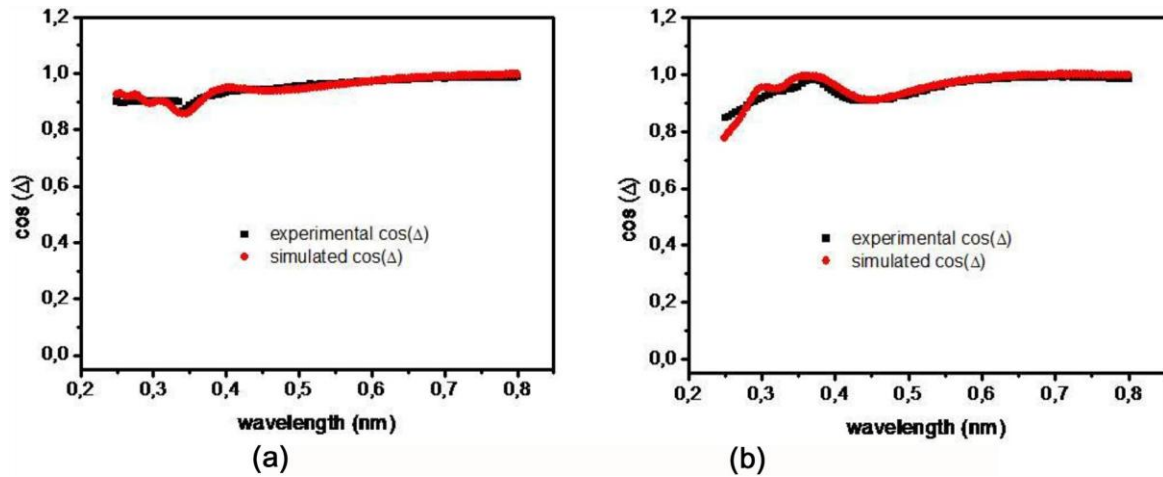 1,2
1,0
0,8
0,6
0,4
0,2
0,0
cos (Δ)
experimental cos(Δ)
simulated cos(Δ)
0,2 0,3 0,4 0,5 0,6 0,7 0,8
wavelength (nm)
(a)
1,2
1,0
0,8
0,6
0,4
0,2
0,0
cos (Δ)
experimental cos(Δ)
simulated cos(Δ)
0,2 0,3 0,4 0,5 0,6 0,7 0,8
wavelength (nm)
(b)